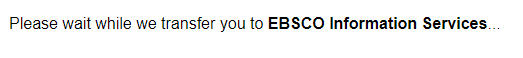 Please wait while we transfer you to EBSCO Information Services...